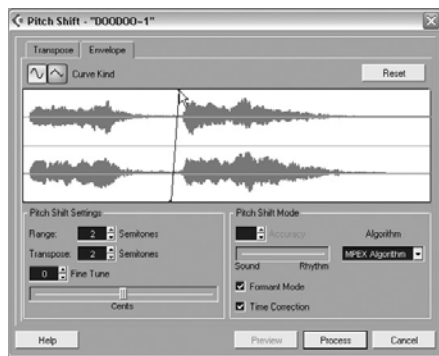 Pitch Shift - "DOODOO~1"
Transpose Envelope
Curve Kind Reset
Pitch Shift Settings
Range: 2 Semitones
Transpose: 2 Semitones
0 Fine Tune
Cents
Pitch Shift Mode
Accuracy Algorithm
MPEX Algorithm
Sound Rhythm
Formant Mode
Time Correction
Help Preview Process Cancel